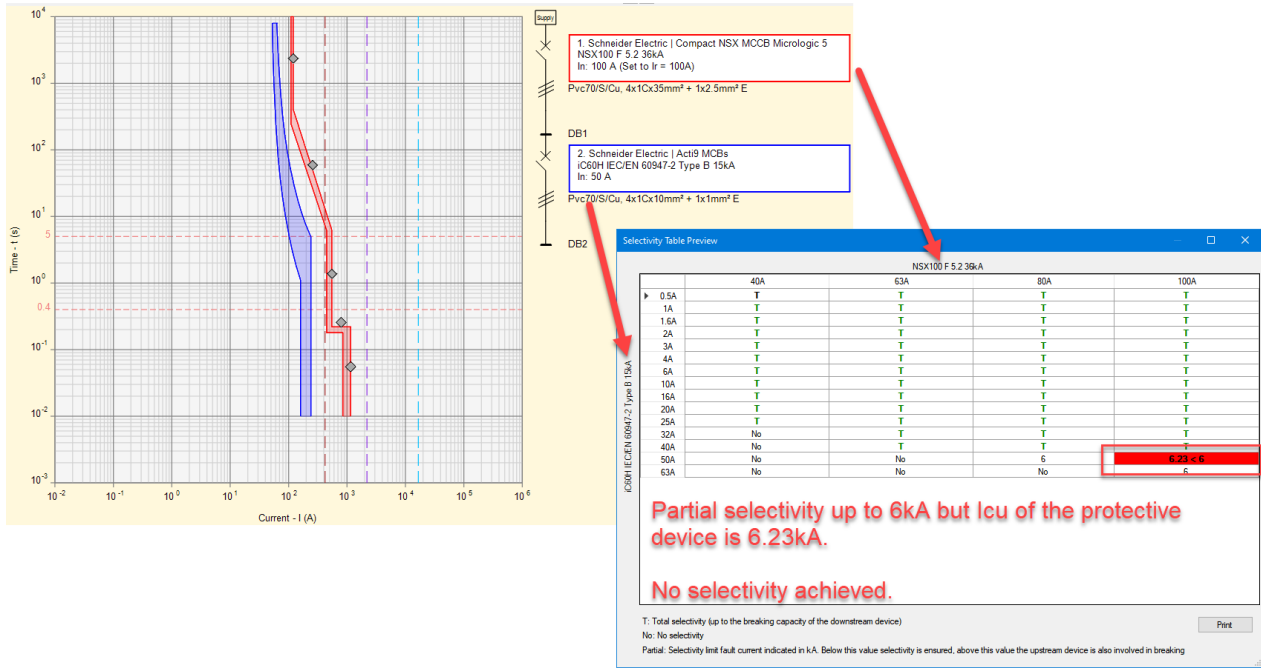 Supply
1. Schneider Electric | Compact NSX MCCB Micrologic 5
NSX100 F 5.2 36kA
In: 100 A (Set to Ir = 100A)
Pvc70/S/Cu, 4x1Cx35mm² + 1x2.5mm² E
DB1
2. Schneider Electric | Acti9 MCBs
iC60H IEC/EN 60947-2 Type B 15kA
In: 50 A
Pvc70/S/Cu, 4x1Cx10mm² + 1x1mm² E
DB2
Time - t (s)
10^4
10^3
10^2
10^1
5
10^0
0.4
10^-1
10^-2
10^-3
10^-2 10^-1 10^0 10^1 10^2 10^3 10^4 10^5 10^6
Current - I (A)
Selectivity Table Preview
NSX100 F 5.2 36kA
40A 63A 80A 100A
iC60H IEC/EN 60947-2 Type B 15kA
0.5A T T T T
1A T T T T
1.6A T T T T
2A T T T T
3A T T T T
4A T T T T
6A T T T T
10A T T T T
16A T T T T
20A T T T T
25A T T T T
32A No T T T
40A No T T T
50A No No 6 6.23 < 6
63A No No No 6
Partial selectivity up to 6kA but Icu of the protective
device is 6.23kA.
No selectivity achieved.
T: Total selectivity (up to the breaking capacity of the downstream device)
No: No selectivity
Partial: Selectivity limit fault current indicated in kA. Below this value selectivity is ensured, above this value the upstream device is also involved in breaking
Print